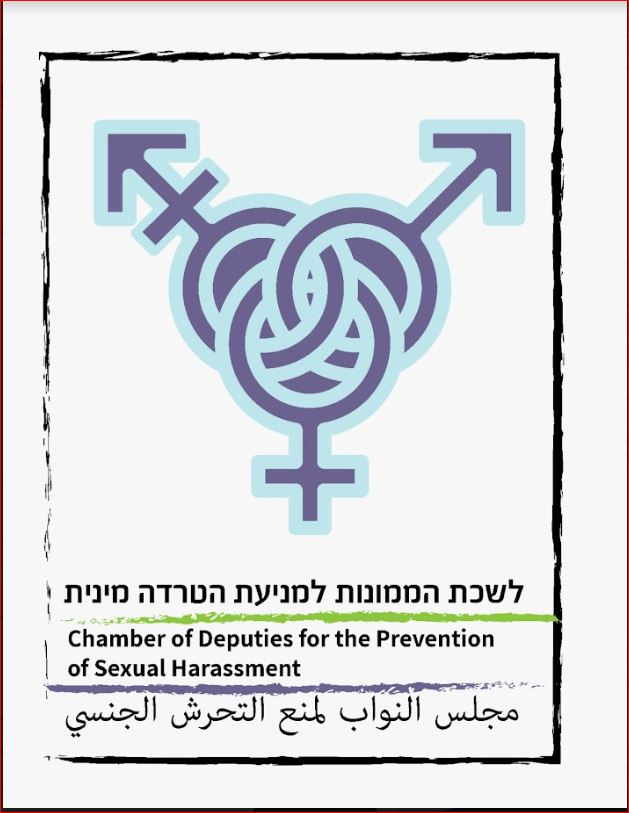 לשכת הממונות למניעת הטרדה מינית
Chamber of Deputies for the Prevention
of Sexual Harassment
مجلس النواب لمنع التحرش الجنسي